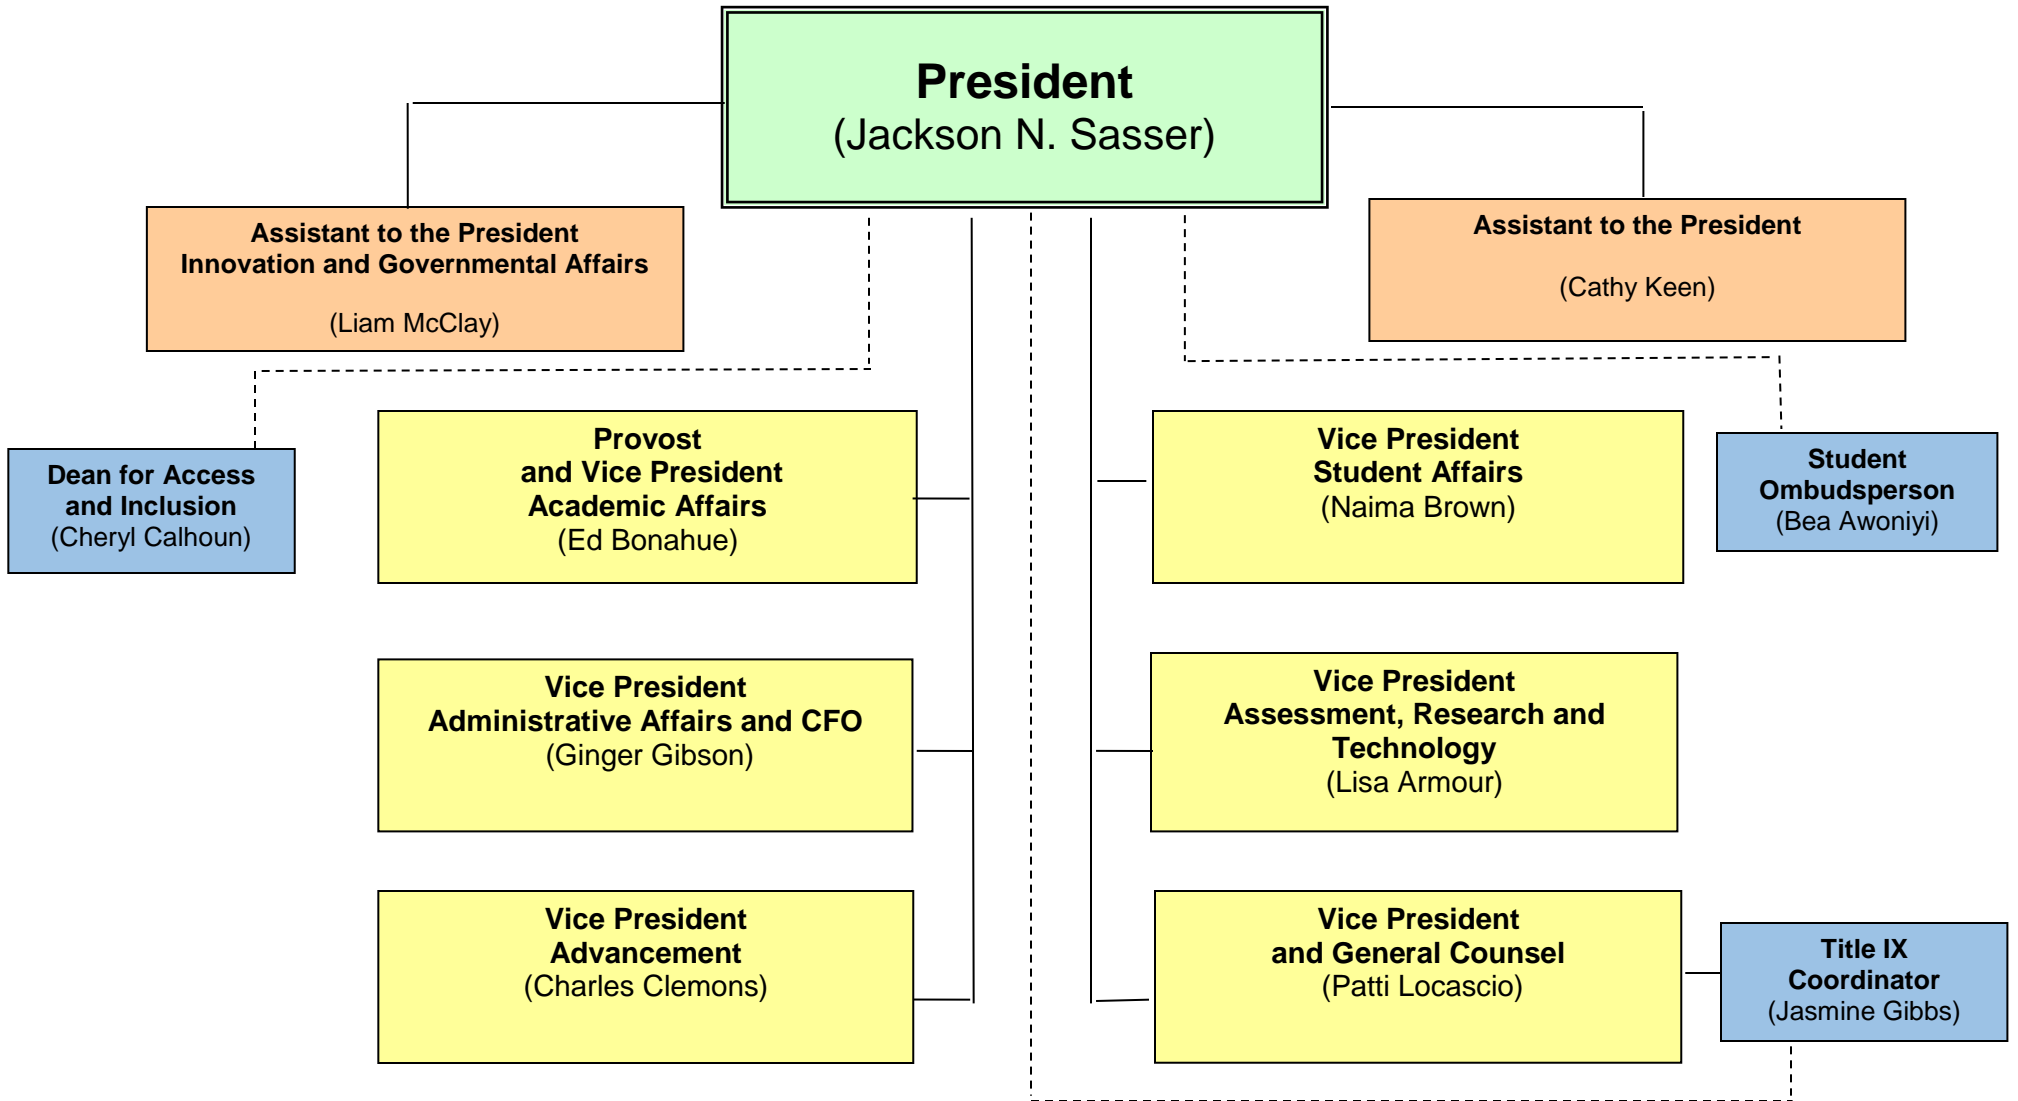 President
(Jackson N. Sasser)
Assistant to the President
Innovation and Governmental Affairs
(Liam McClay)
Assistant to the President
(Cathy Keen)
Dean for Access
and Inclusion
(Cheryl Calhoun)
Provost
and Vice President
Academic Affairs
(Ed Bonahue)
Vice President
Student Affairs
(Naima Brown)
Student
Ombudsperson
(Bea Awoniyi)
Vice President
Administrative Affairs and CFO
(Ginger Gibson)
Vice President
Assessment, Research and
Technology
(Lisa Armour)
Vice President
Advancement
(Charles Clemons)
Vice President
and General Counsel
(Patti Locascio)
Title IX
Coordinator
(Jasmine Gibbs)